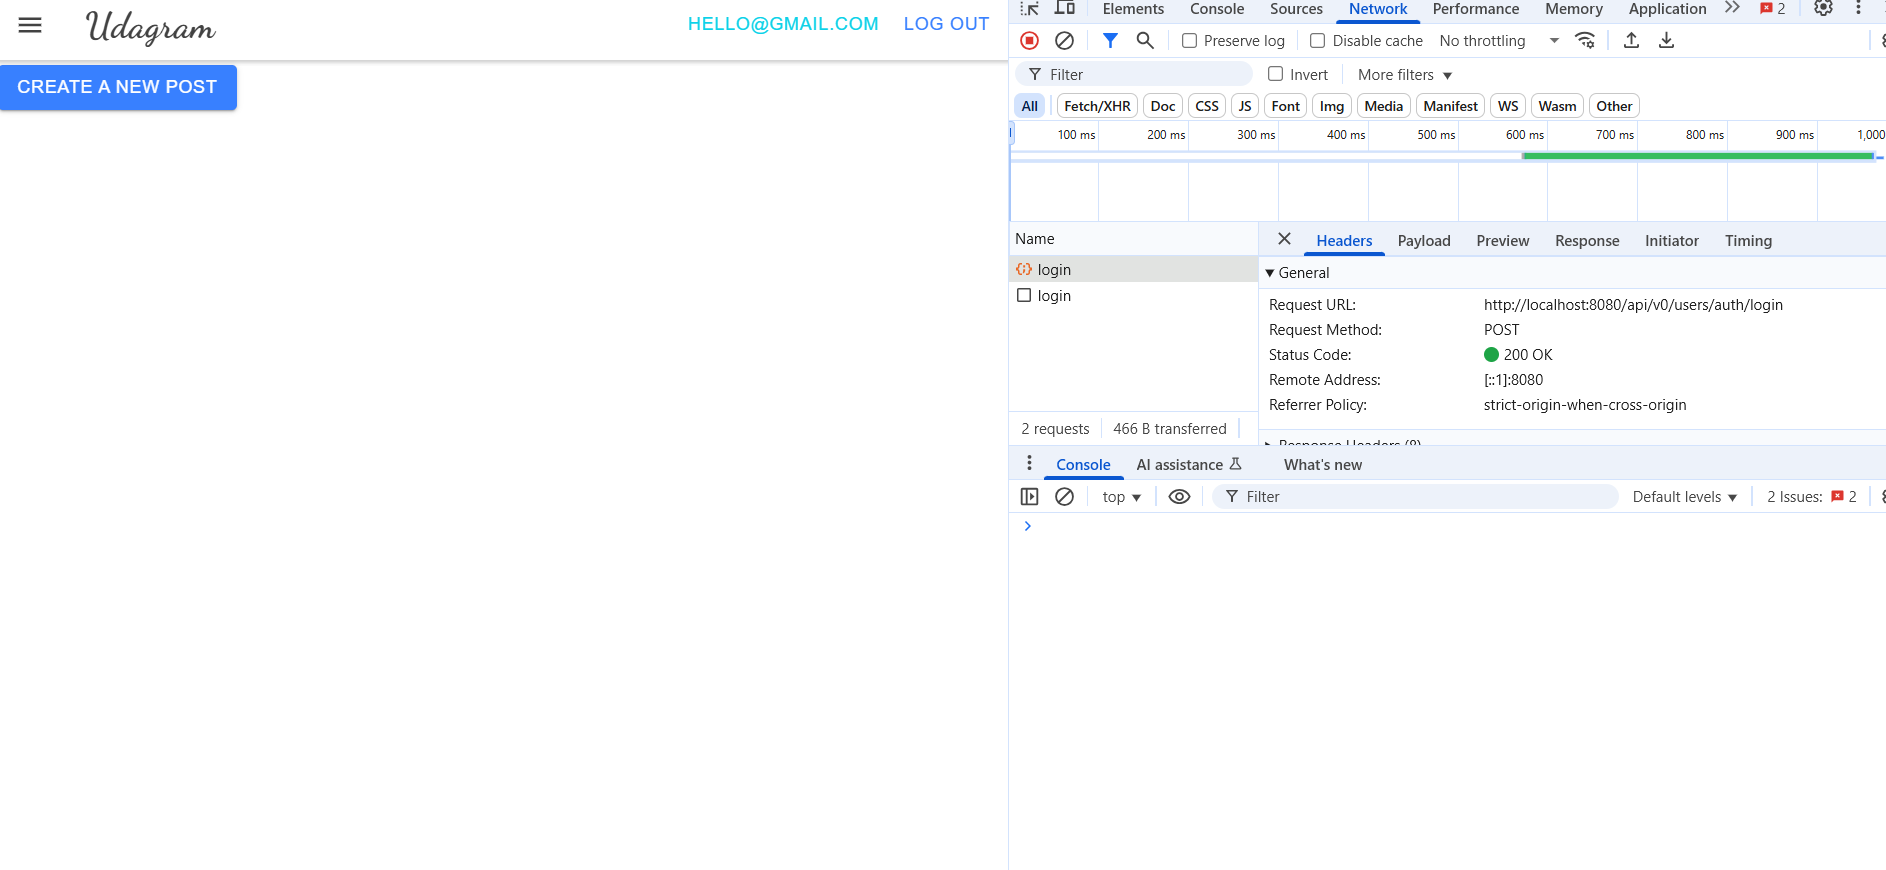 Udagram
HELLO@GMAIL.COM LOG OUT
CREATE A NEW POST
Elements Console Sources Network Performance Memory Application 2
Preserve log Disable cache No throttling
Filter Invert More filters
All Fetch/XHR Doc CSS JS Font Img Media Manifest WS Wasm Other
100 ms 200 ms 300 ms 400 ms 500 ms 600 ms 700 ms 800 ms 900 ms 1,000
Name
login
login
2 requests 466 B transferred
Headers Payload Preview Response Initiator Timing
General
Request URL: http://localhost:8080/api/v0/users/auth/login
Request Method: POST
Status Code: 200 OK
Remote Address: [::1]:8080
Referrer Policy: strict-origin-when-cross-origin
Response Headers (8)
Console AI assistance What's new
top Filter Default levels 2 Issues: 2